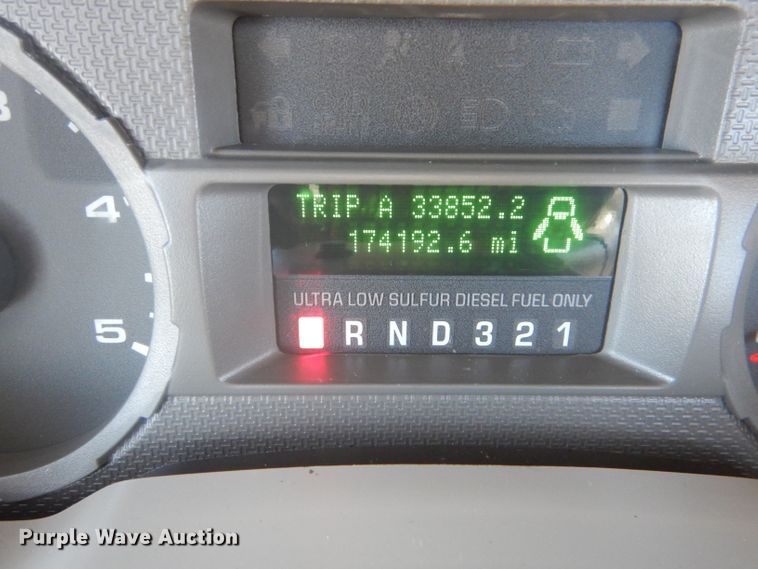 3
4
5
TRIP A 33852.2
174192.6 mi
ULTRA LOW SULFUR DIESEL FUEL ONLY
R N D 3 2 1
Purple Wave Auction